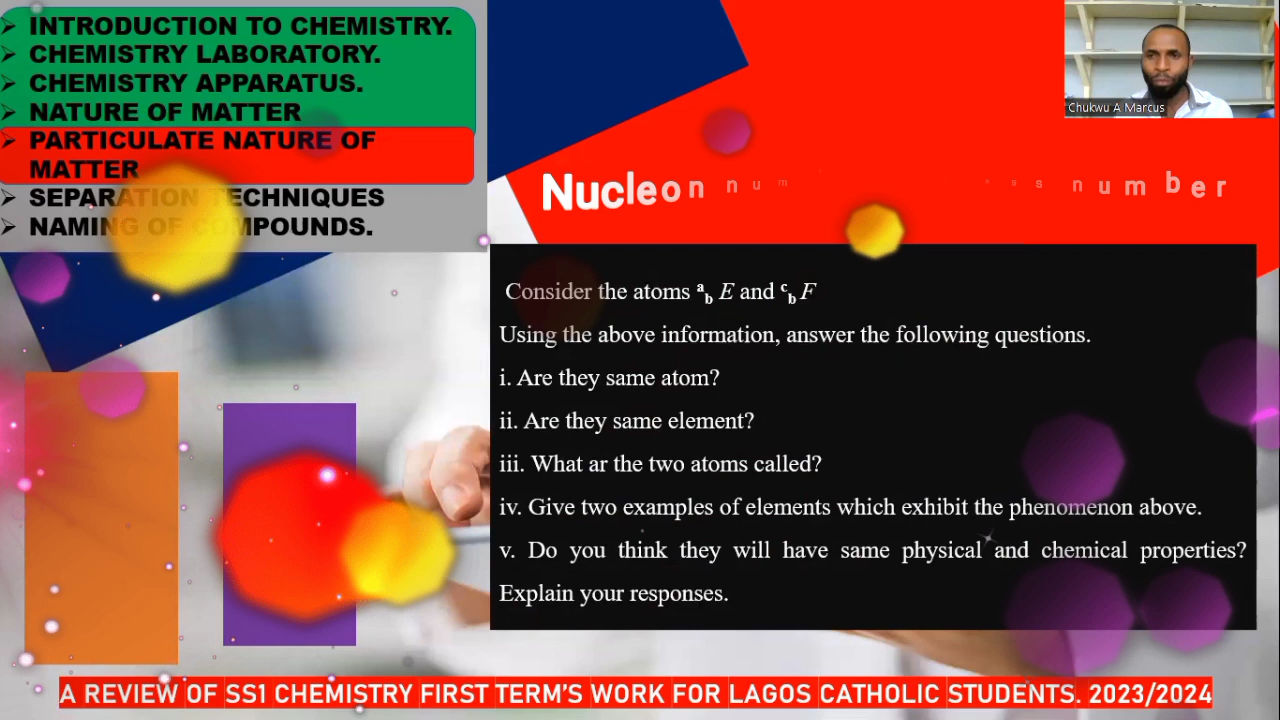 ➢ INTRODUCTION TO CHEMISTRY.
➢ CHEMISTRY LABORATORY.
➢ CHEMISTRY APPARATUS.
➢ NATURE OF MATTER
➢ PARTICULATE NATURE OF
MATTER
➢ SEPARATION TECHNIQUES
➢ NAMING OF COMPOUNDS.
Chukwu A Marcus
Nucleon num s s number
Consider the atoms ᵃ_b E and ᶜ_b F
Using the above information, answer the following questions.
i. Are they same atom?
ii. Are they same element?
iii. What ar the two atoms called?
iv. Give two examples of elements which exhibit the phenomenon above.
v. Do you think they will have same physical and chemical properties?
Explain your responses.
A REVIEW OF SS1 CHEMISTRY FIRST TERM'S WORK FOR LAGOS CATHOLIC STUDENTS. 2023/2024